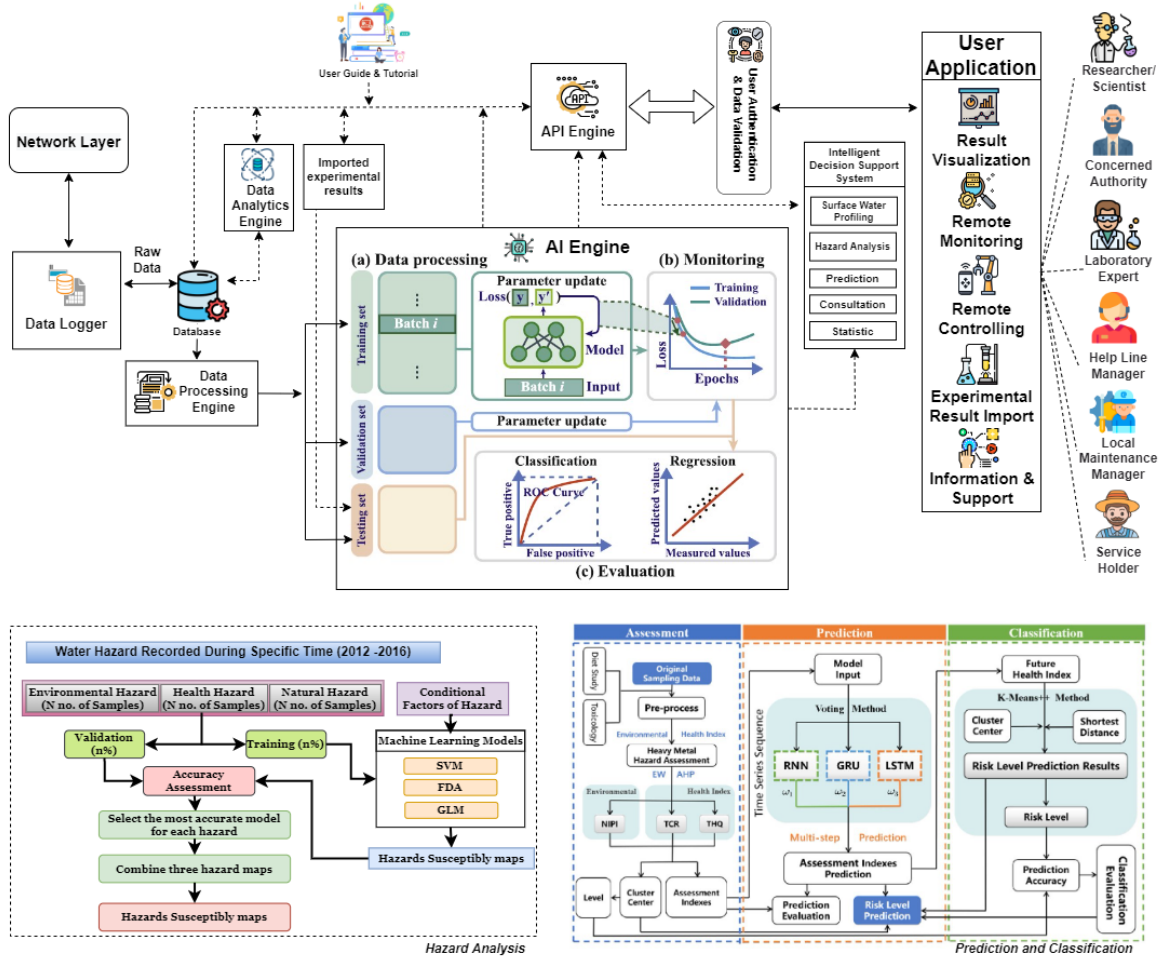 User Guide & Tutorial
Network Layer
Data
Analytics
Engine
Imported
experimental
results
API
API Engine
User Authentication
& Data Validation
User
Application
Result
Visualization
Remote
Monitoring
Remote
Controlling
Experimental
Result Import
Information &
Support
Researcher/
Scientist
Concerned
Authority
Laboratory
Expert
Help Line
Manager
Local
Maintenance
Manager
Service
Holder
Intelligent
Decision Support
System
Surface Water
Profiling
Hazard Analysis
Prediction
Consultation
Statistic
Raw
Data
Data Logger
Database
Data
Processing
Engine
AI Engine
(a) Data processing
(b) Monitoring
Training set
Batch i
Parameter update
Loss( y , y' )
Model
Batch i
Input
Training
Validation
Loss
Epochs
Validation set
Parameter update
Testing set
Classification
ROC Curve
True positive
False positive
Regression
Predicted values
Measured values
(c) Evaluation
Water Hazard Recorded During Specific Time (2012 -2016)
Environmental Hazard
(N no. of Samples)
Health Hazard
(N no. of Samples)
Natural Hazard
(N no. of Samples)
Conditional
Factors of Hazard
Validation
(n%)
Training (n%)
Machine Learning Models
SVM
FDA
GLM
Accuracy
Assessment
Select the most accurate model
for each hazard
Combine three hazard maps
Hazards Susceptibly maps
Hazards Susceptibly maps
Hazard Analysis
Assessment
Diet Study
Toxicology
Original
Sampling Data
Pre-process
Environmental Health Index
Heavy Metal
Hazard Assessment
EW AHP
Environmental
Health Index
NIPI
TCR
THQ
Level
Cluster
Center
Assessment
Indexes
Prediction
Time Series Sequence
Model
Input
Voting Method
RNN
GRU
LSTM
ω1
ω2
ω3
Multi-step Prediction
Assessment Indexes
Prediction
Prediction
Evaluation
Risk Level
Prediction
Classification
Future
Health Index
K-Means++ Method
Cluster
Center
Shortest
Distance
Risk Level Prediction Results
Risk Level
Prediction
Accuracy
Classification
Evaluation
Prediction and Classification